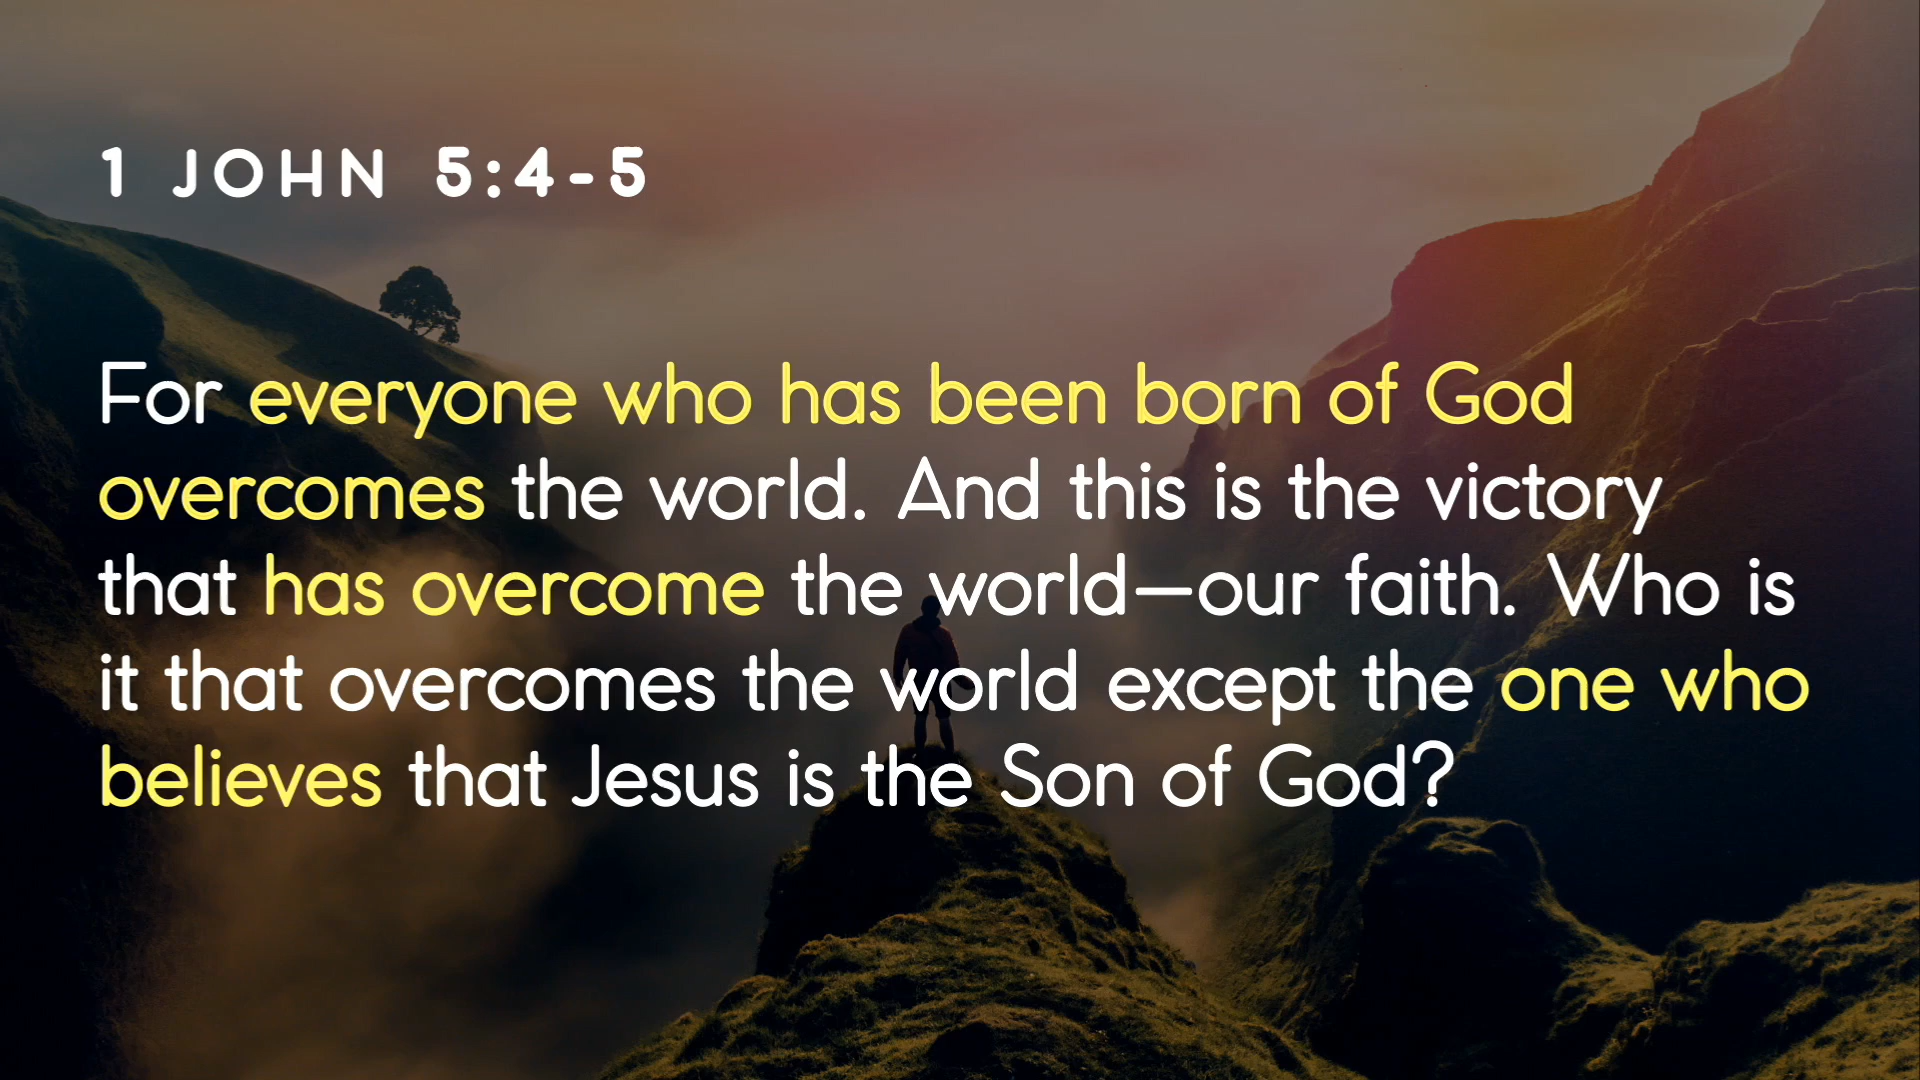 1 JOHN 5:4-5
For everyone who has been born of God
overcomes the world. And this is the victory
that has overcome the world—our faith. Who is
it that overcomes the world except the one who
believes that Jesus is the Son of God?